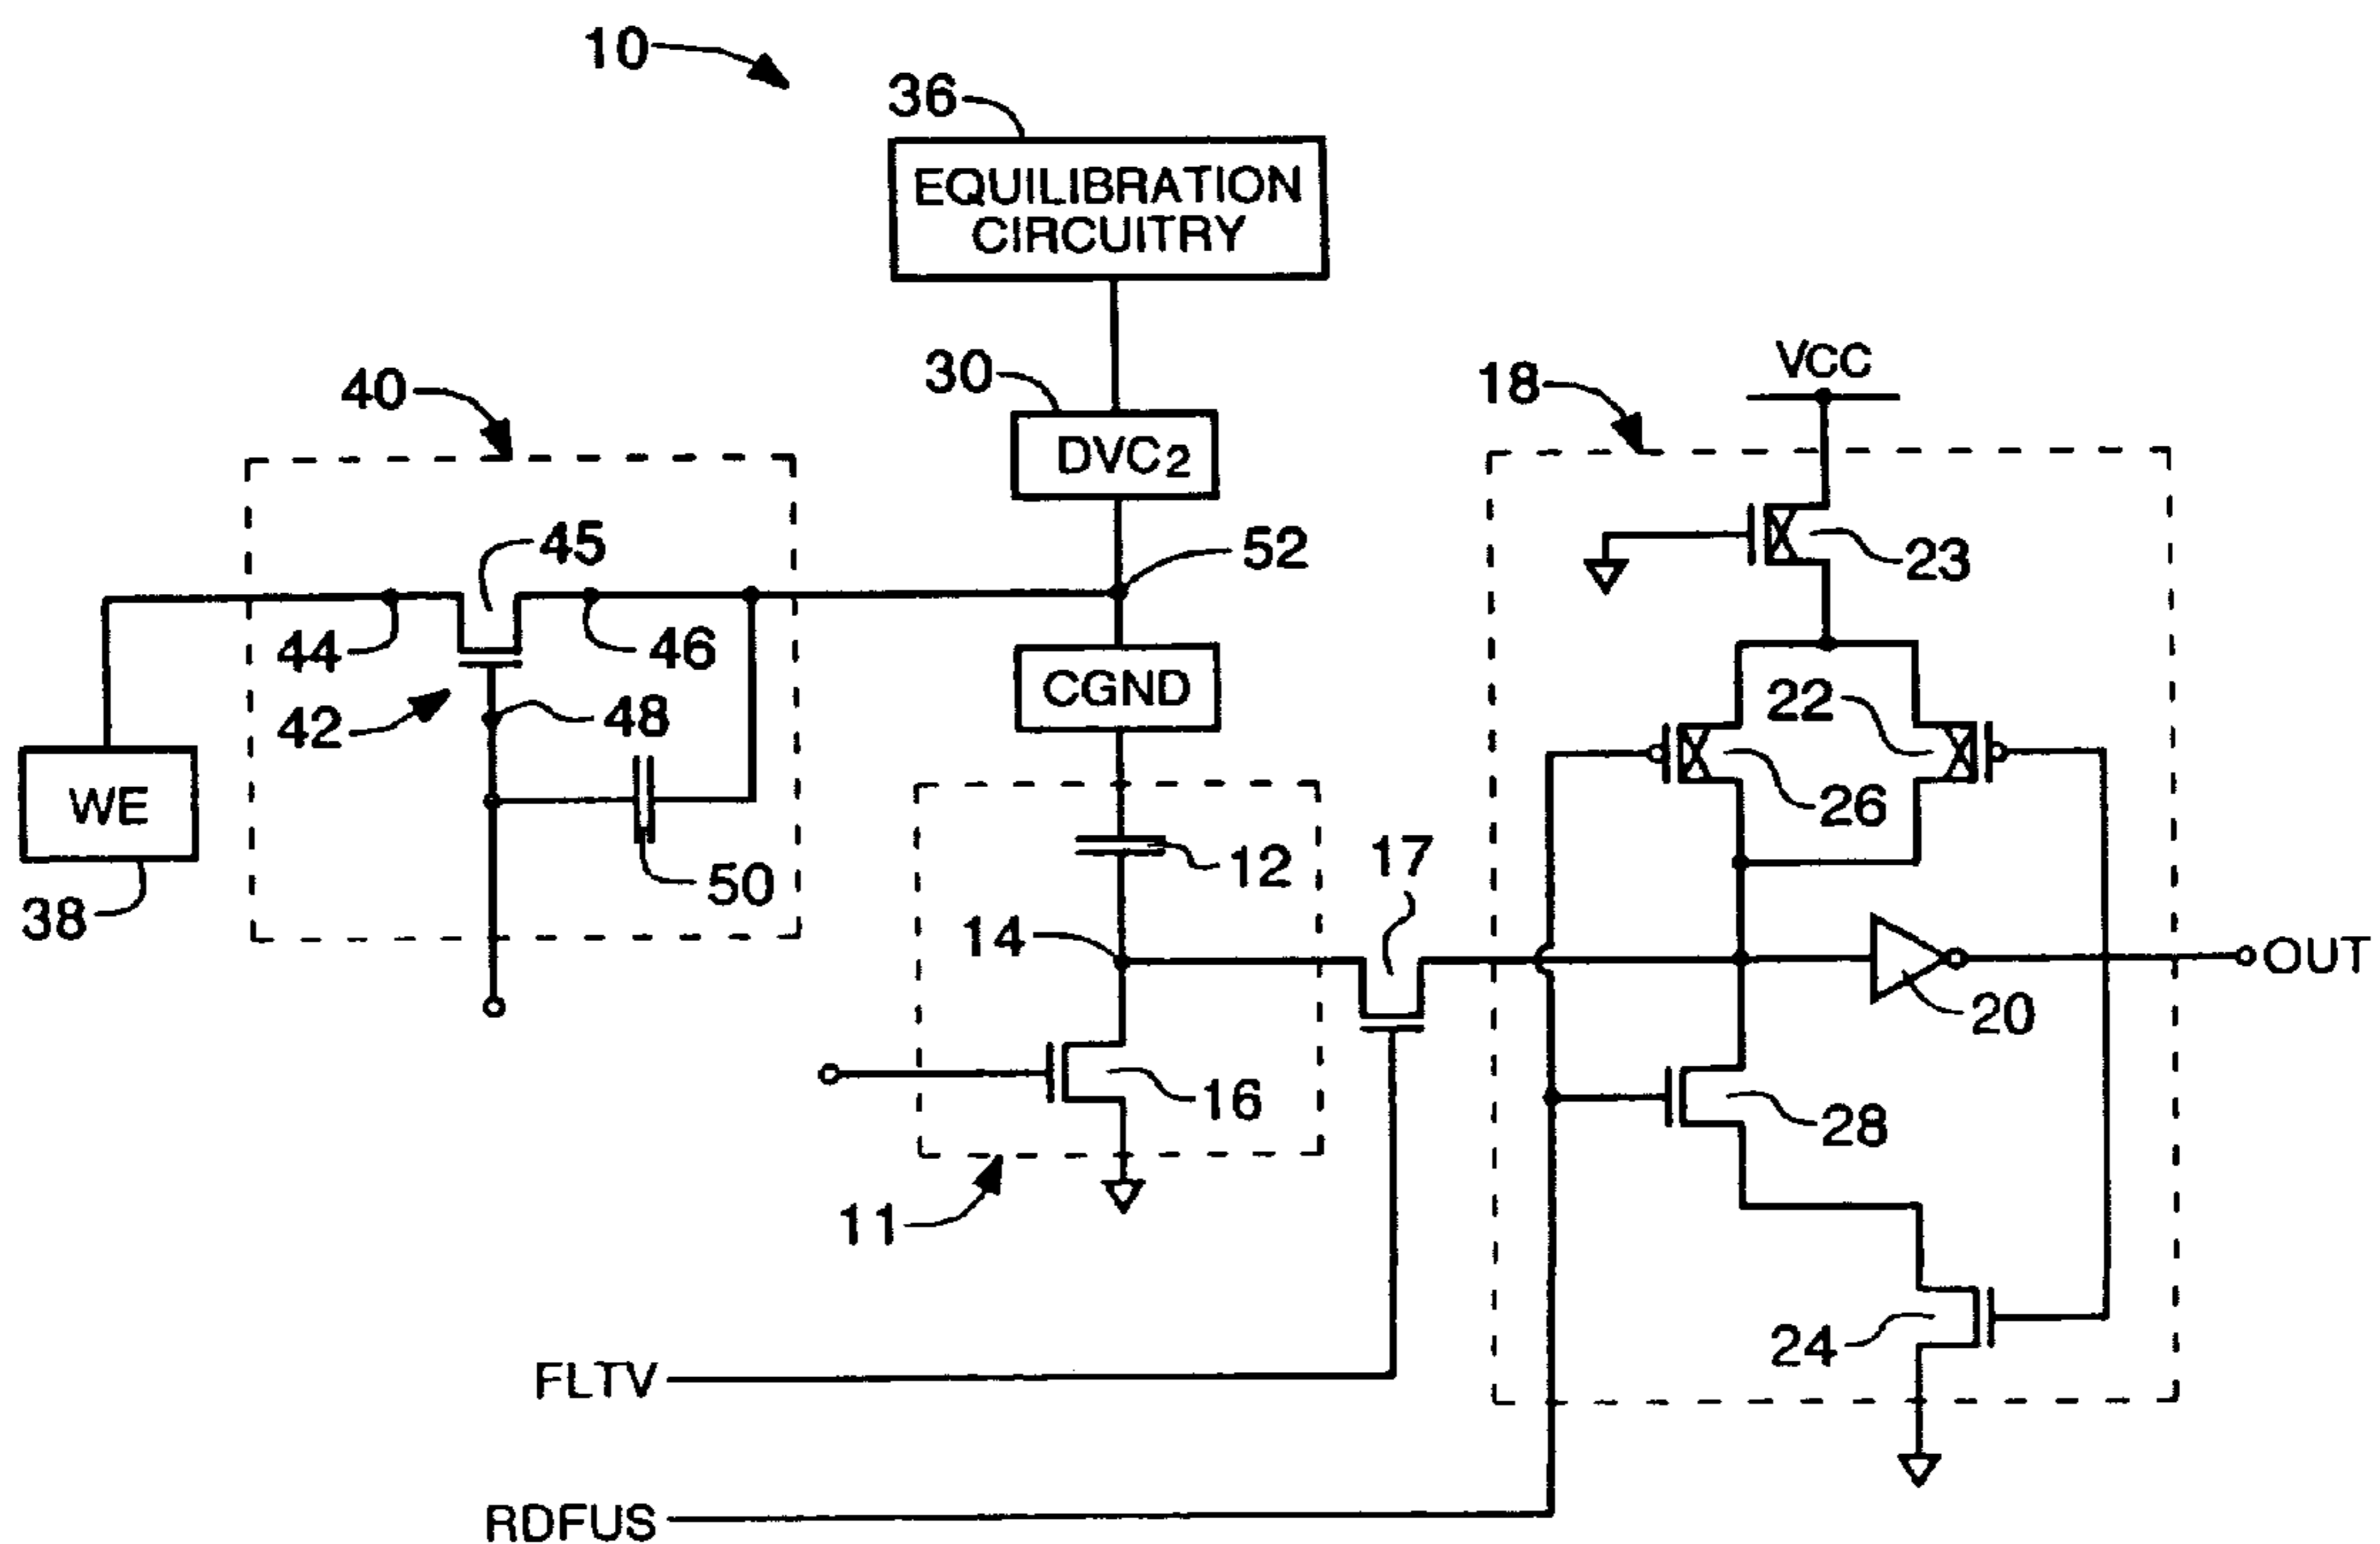 10
36
EQUILIBRATION
CIRCUITRY
30
DVC2
40
18
VCC
45
52
23
44
46
CGND
42
48
22
26
WE
38
50
12
17
14
OUT
20
16
28
11
24
FLTV
RDFUS